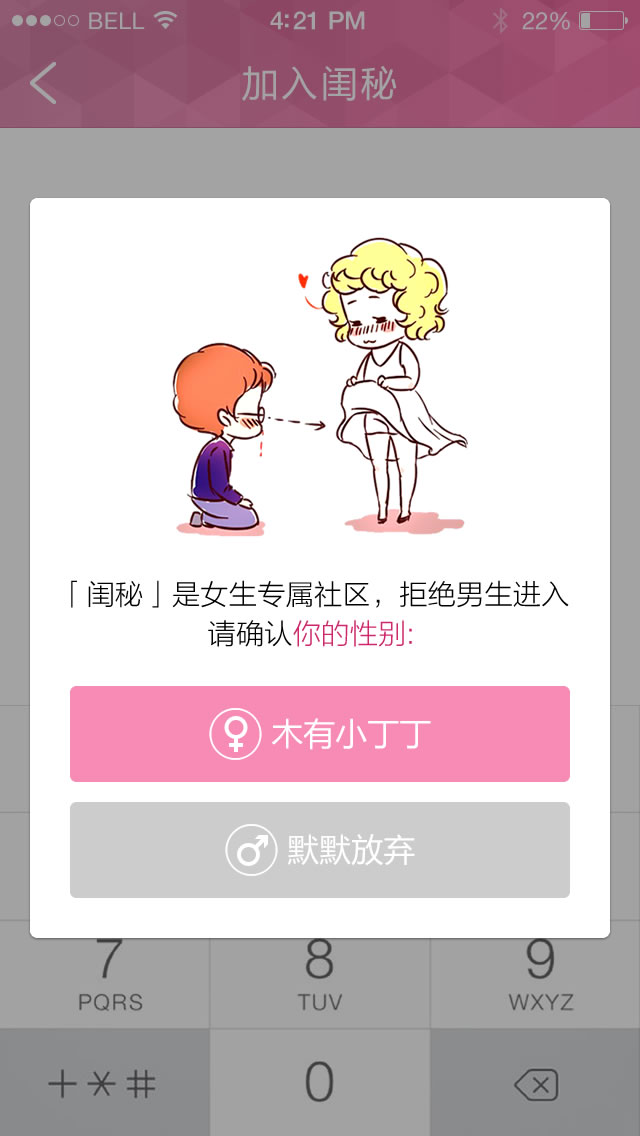 BELL 4:21 PM 22%
加入闺秘
「闺秘」是女生专属社区，拒绝男生进入
请确认你的性别:
木有小丁丁
默默放弃
7 8 9
PQRS TUV WXYZ
+*# 0